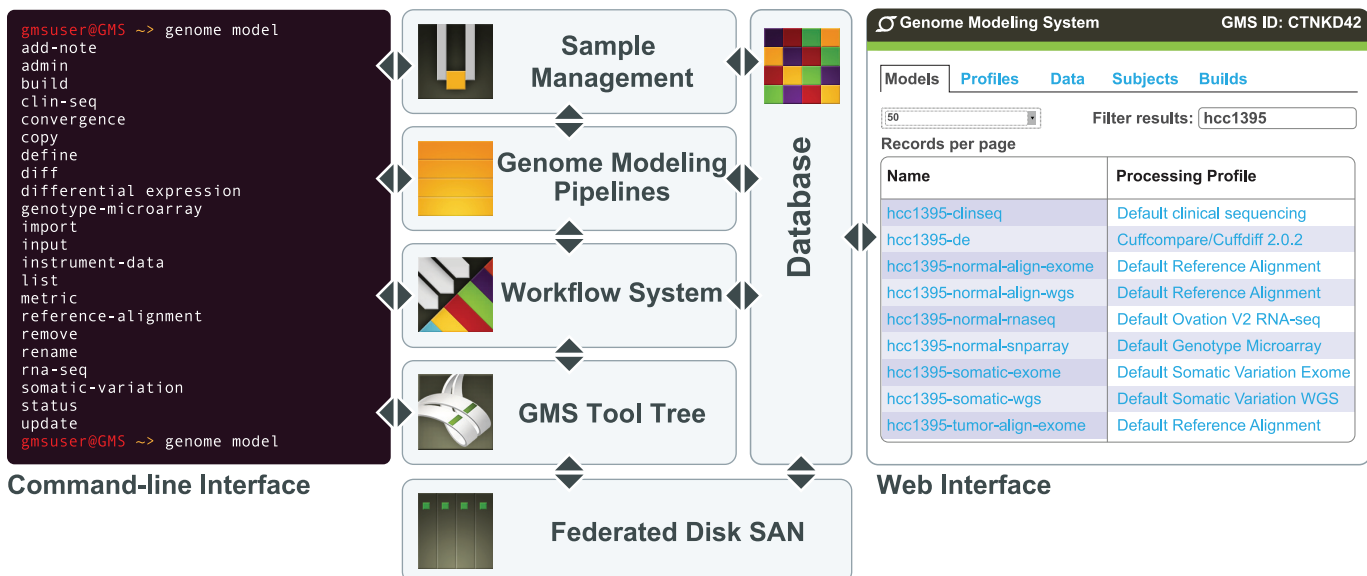 gmsuser@GMS ~> genome model
add-note
admin
build
clin-seq
convergence
copy
define
diff
differential expression
genotype-microarray
import
input
instrument-data
list
metric
reference-alignment
remove
rename
rna-seq
somatic-variation
status
update
gmsuser@GMS ~> genome model
Command-line Interface
Sample
Management
Genome Modeling
Pipelines
Workflow System
GMS Tool Tree
Federated Disk SAN
Database
Genome Modeling System GMS ID: CTNKD42
Models Profiles Data Subjects Builds
50 Filter results: hcc1395
Records per page
Name Processing Profile
hcc1395-clinseq Default clinical sequencing
hcc1395-de Cuffcompare/Cuffdiff 2.0.2
hcc1395-normal-align-exome Default Reference Alignment
hcc1395-normal-align-wgs Default Reference Alignment
hcc1395-normal-rnaseq Default Ovation V2 RNA-seq
hcc1395-normal-snparray Default Genotype Microarray
hcc1395-somatic-exome Default Somatic Variation Exome
hcc1395-somatic-wgs Default Somatic Variation WGS
hcc1395-tumor-align-exome Default Reference Alignment
Web Interface